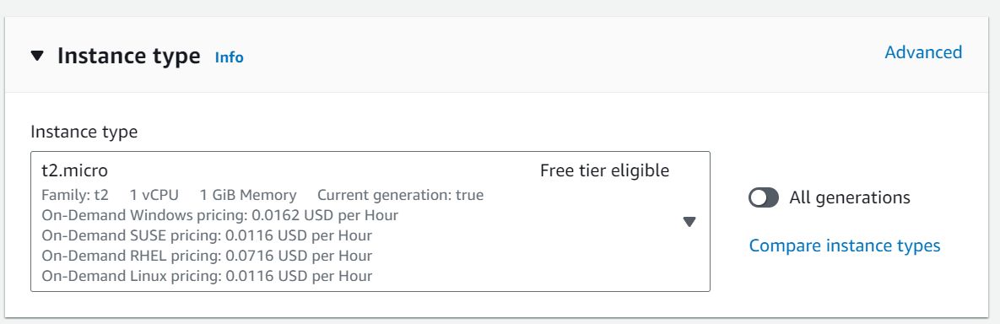 Instance type Info
Advanced
Instance type
t2.micro Free tier eligible
Family: t2 1 vCPU 1 GiB Memory Current generation: true
On-Demand Windows pricing: 0.0162 USD per Hour
On-Demand SUSE pricing: 0.0116 USD per Hour
On-Demand RHEL pricing: 0.0716 USD per Hour
On-Demand Linux pricing: 0.0116 USD per Hour
All generations
Compare instance types